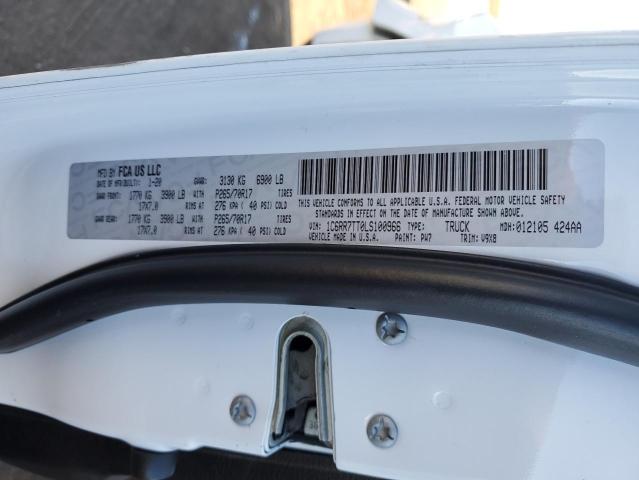 MFD BY FCA US LLC
DATE OF MFR/BUILT: 1-20 GVWR: 3130 KG 6900 LB
GAWR FRONT: 1770 KG 3900 LB WITH P265/70R17 TIRES
17X7.0 RIMS AT 276 KPA ( 40 PSI) COLD
GAWR REAR: 1770 KG 3900 LB WITH P265/70R17 TIRES
17X7.0 RIMS AT 276 KPA ( 40 PSI) COLD
THIS VEHICLE CONFORMS TO ALL APPLICABLE U.S.A. FEDERAL MOTOR VEHICLE SAFETY
STANDARDS IN EFFECT ON THE DATE OF MANUFACTURE SHOWN ABOVE.
VIN: 1C6RR7TT0LS100966 TYPE: TRUCK MDH: 012105 424AA
VEHICLE MADE IN U.S.A. PAINT: PW7 TRIM: V9X8